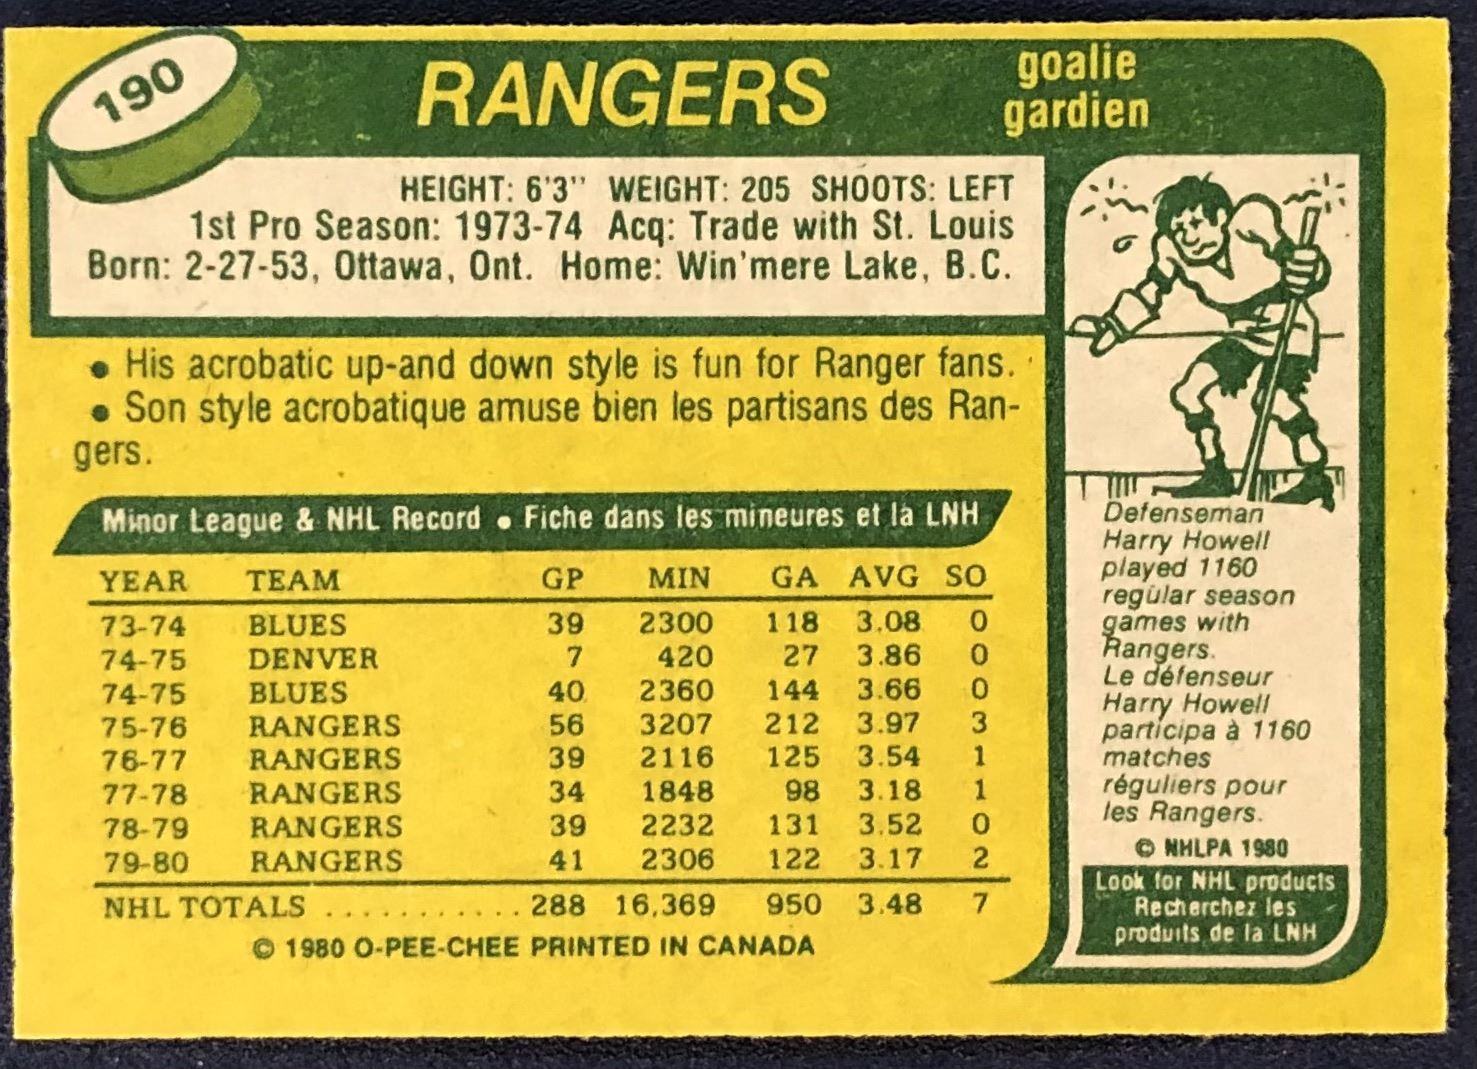 190
RANGERS
goalie
gardien
HEIGHT: 6'3" WEIGHT: 205 SHOOTS: LEFT
1st Pro Season: 1973-74 Acq: Trade with St. Louis
Born: 2-27-53, Ottawa, Ont. Home: Win'mere Lake, B.C.
• His acrobatic up-and down style is fun for Ranger fans.
• Son style acrobatique amuse bien les partisans des Ran-
gers.
Minor League & NHL Record • Fiche dans les mineures et la LNH
YEAR TEAM GP MIN GA AVG SO
73-74 BLUES 39 2300 118 3.08 0
74-75 DENVER 7 420 27 3.86 0
74-75 BLUES 40 2360 144 3.66 0
75-76 RANGERS 56 3207 212 3.97 3
76-77 RANGERS 39 2116 125 3.54 1
77-78 RANGERS 34 1848 98 3.18 1
78-79 RANGERS 39 2232 131 3.52 0
79-80 RANGERS 41 2306 122 3.17 2
NHL TOTALS ........... 288 16,369 950 3.48 7
© 1980 O-PEE-CHEE PRINTED IN CANADA
Defenseman
Harry Howell
played 1160
regular season
games with
Rangers.
Le défenseur
Harry Howell
participa à 1160
matches
réguliers pour
les Rangers.
© NHLPA 1980
Look for NHL products
Recherchez les
produits de la LNH